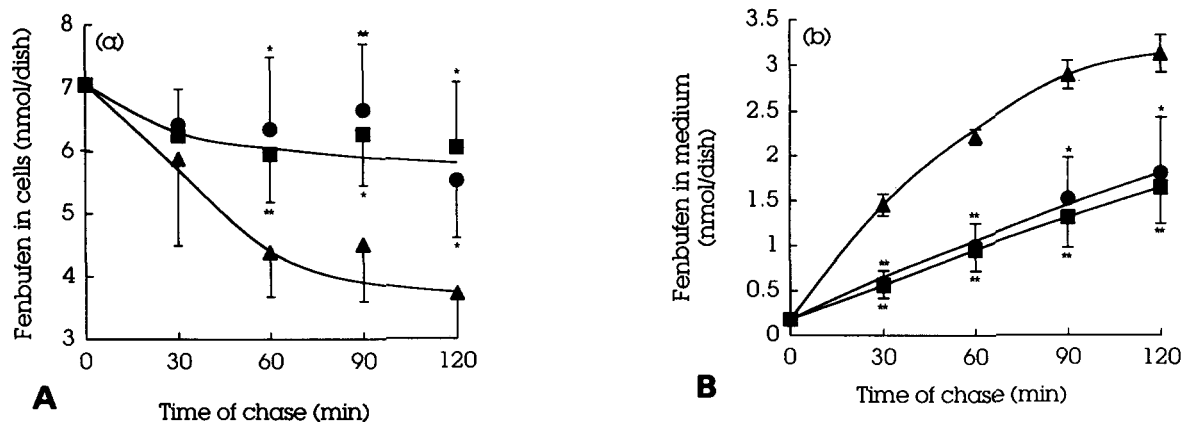 (a)
Fenbufen in cells (nmol/dish)
8
7
6
5
4
3
* ** *
** * *
0 30 60 90 120
Time of chase (min)
A
(b)
Fenbufen in medium
(nmol/dish)
3.5
3
2.5
2
1.5
1
0.5
0
** ** * *
** ** ** **
0 30 60 90 120
Time of chase (min)
B